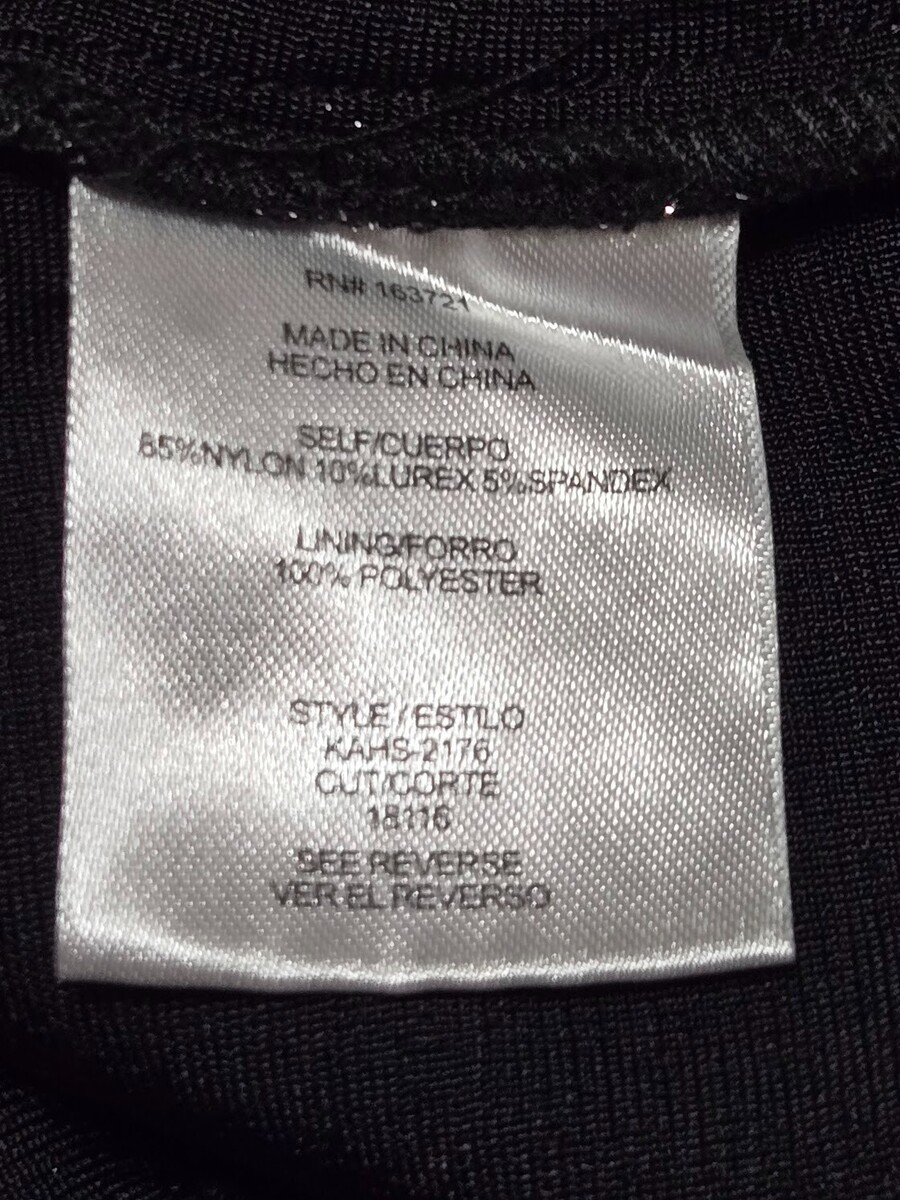 RN# 163721
MADE IN CHINA
HECHO EN CHINA
SELF/CUERPO
85%NYLON 10%LUREX 5%SPANDEX
LINING/FORRO
100% POLYESTER
STYLE / ESTILO
KAHS-2176
CUT/CORTE
18116
SEE REVERSE
VER EL REVERSO